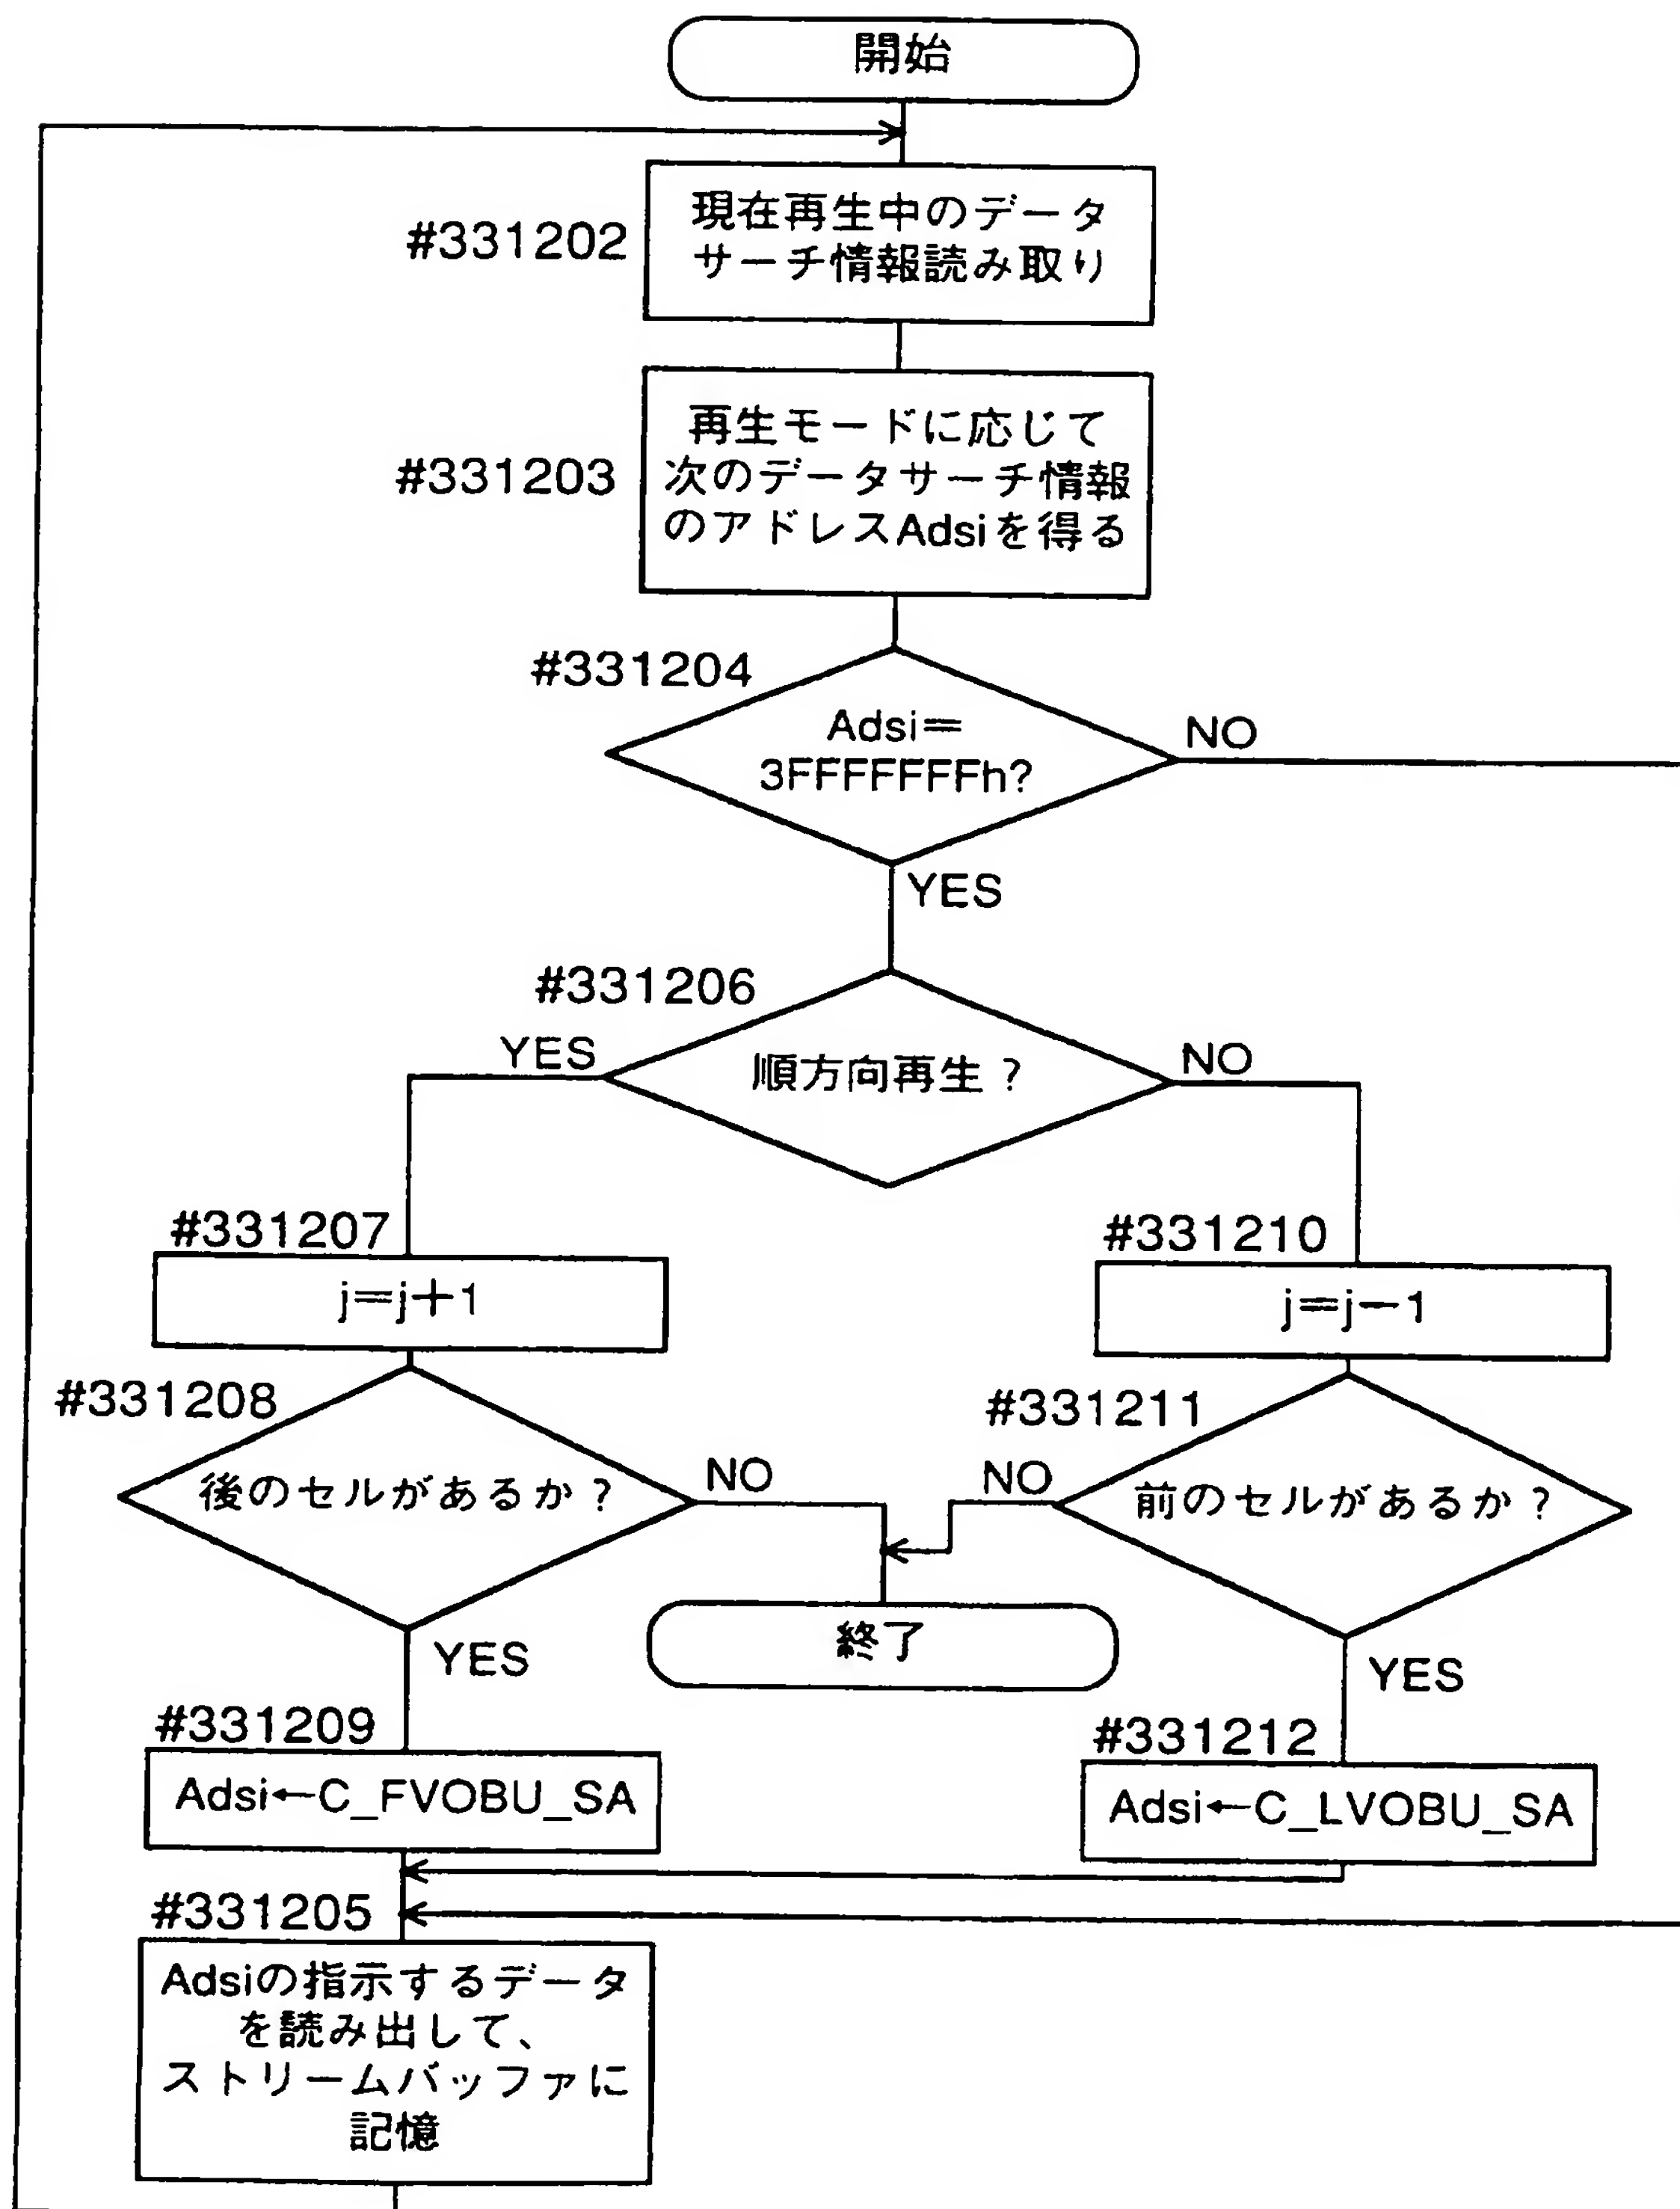 開始
#331202
現在再生中のデータ
サーチ情報読み取り
#331203
再生モードに応じて
次のデータサーチ情報
のアドレスAdsiを得る
#331204
Adsi=
3FFFFFFFh?
NO
YES
#331206
YES
順方向再生?
NO
#331207
j=j+1
#331210
j=j-1
#331208
後のセルがあるか?
NO
#331211
NO
前のセルがあるか?
終了
YES
YES
#331209
Adsi←C_FVOBU_SA
#331212
Adsi←C_LVOBU_SA
#331205
Adsiの指示するデータ
を読み出して、
ストリームバッファに
記憶